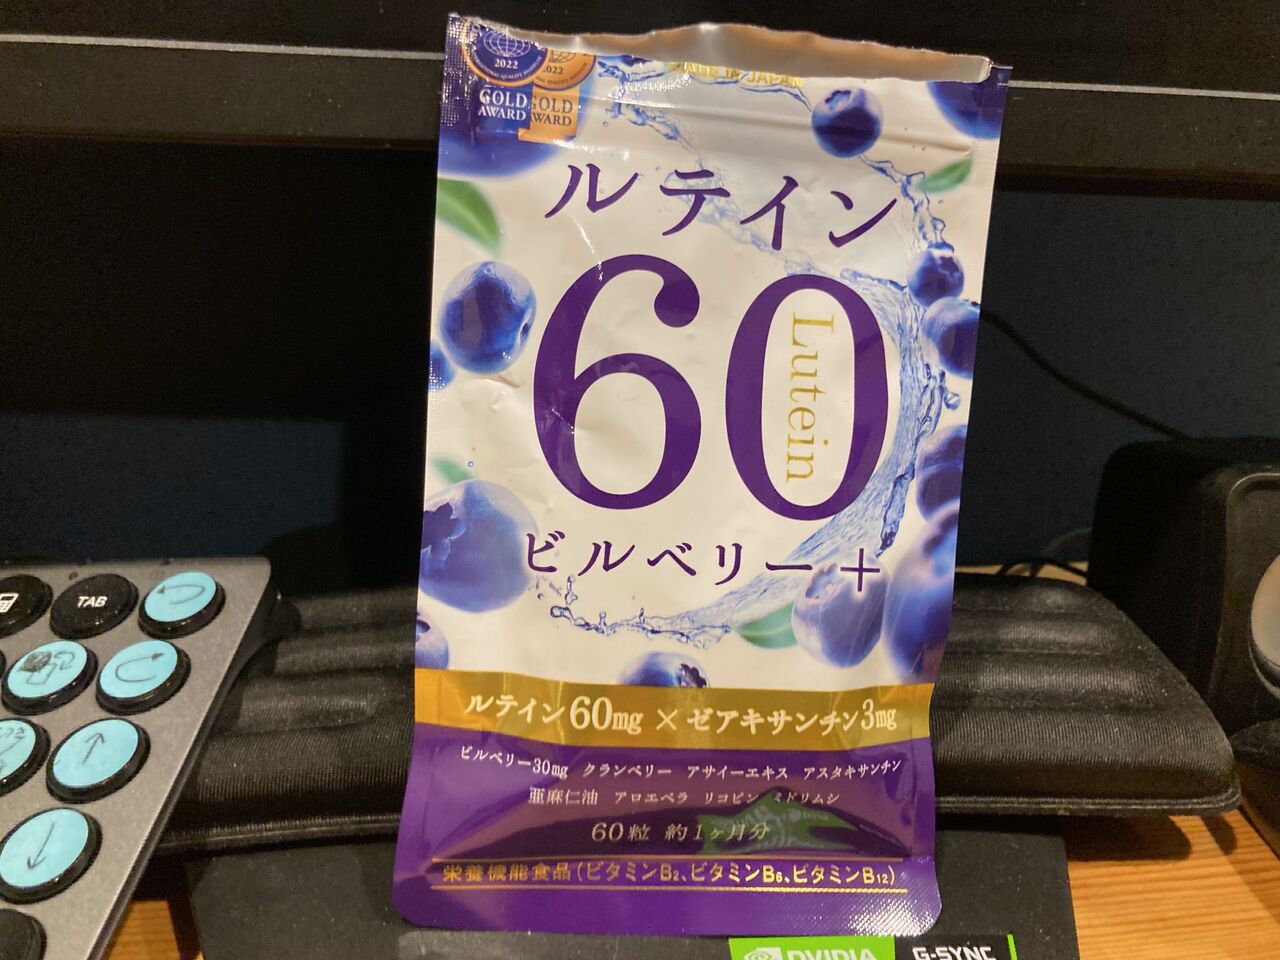 2022
2022
GOLD
AWARD
GOLD
AWARD
MADE IN JAPAN
ルテイン
60
Lutein
ビルベリー+
ルテイン60mg×ゼアキサンチン3mg
ビルベリー30mg クランベリー アサイーエキス アスタキサンチン
亜麻仁油 アロエベラ リコピン ミドリムシ
60粒 約1ヶ月分
栄養機能食品(ビタミンB2、ビタミンB6、ビタミンB12)
TAB
NVIDIA
G-SYNC